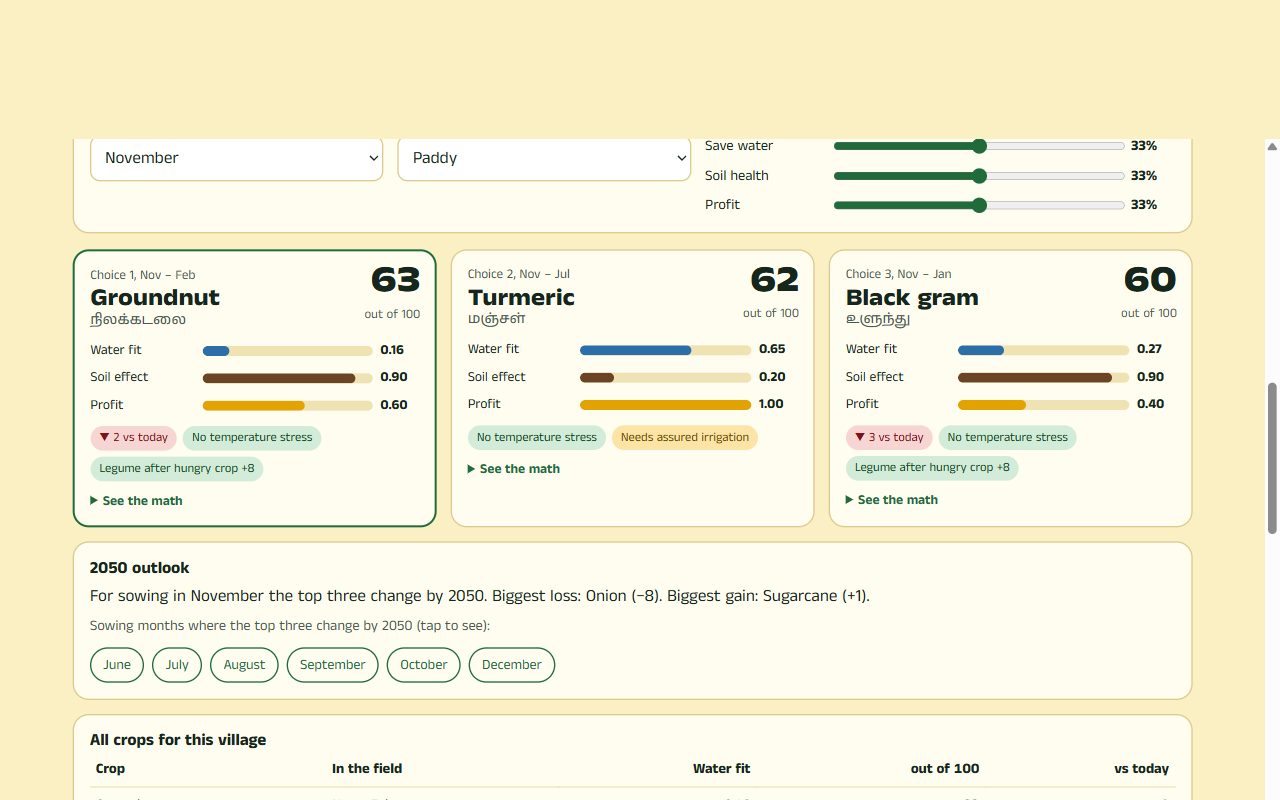 November
Paddy
Save water 33%
Soil health 33%
Profit 33%
Choice 1, Nov – Feb
Groundnut
நிலக்கடலை
63
out of 100
Water fit 0.16
Soil effect 0.90
Profit 0.60
▼ 2 vs today
No temperature stress
Legume after hungry crop +8
▶ See the math
Choice 2, Nov – Jul
Turmeric
மஞ்சள்
62
out of 100
Water fit 0.65
Soil effect 0.20
Profit 1.00
No temperature stress
Needs assured irrigation
▶ See the math
Choice 3, Nov – Jan
Black gram
உளுந்து
60
out of 100
Water fit 0.27
Soil effect 0.90
Profit 0.40
▼ 3 vs today
No temperature stress
Legume after hungry crop +8
▶ See the math
2050 outlook
For sowing in November the top three change by 2050. Biggest loss: Onion (−8). Biggest gain: Sugarcane (+1).
Sowing months where the top three change by 2050 (tap to see):
June July August September October December
All crops for this village
Crop In the field Water fit out of 100 vs today